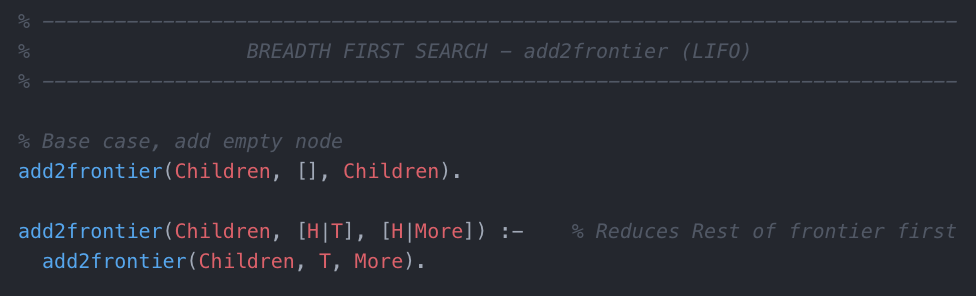 % ----------------------------------------------------------------------------
% BREADTH FIRST SEARCH - add2frontier (LIFO)
% ----------------------------------------------------------------------------
% Base case, add empty node
add2frontier(Children, [], Children).
add2frontier(Children, [H|T], [H|More]) :- % Reduces Rest of frontier first
add2frontier(Children, T, More).